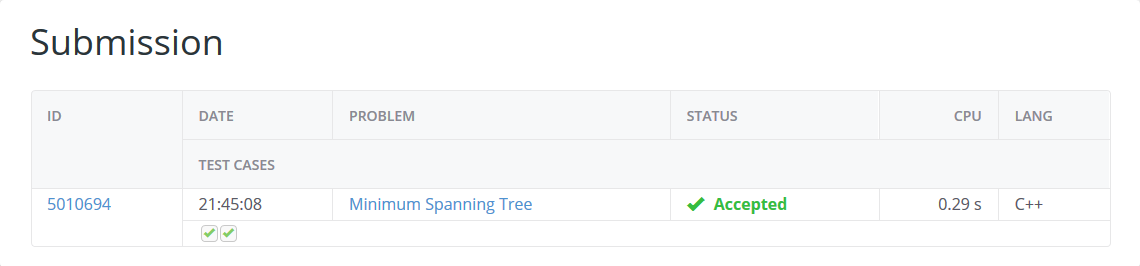 Submission
ID DATE PROBLEM STATUS CPU LANG
TEST CASES
5010694 21:45:08 Minimum Spanning Tree Accepted 0.29 s C++